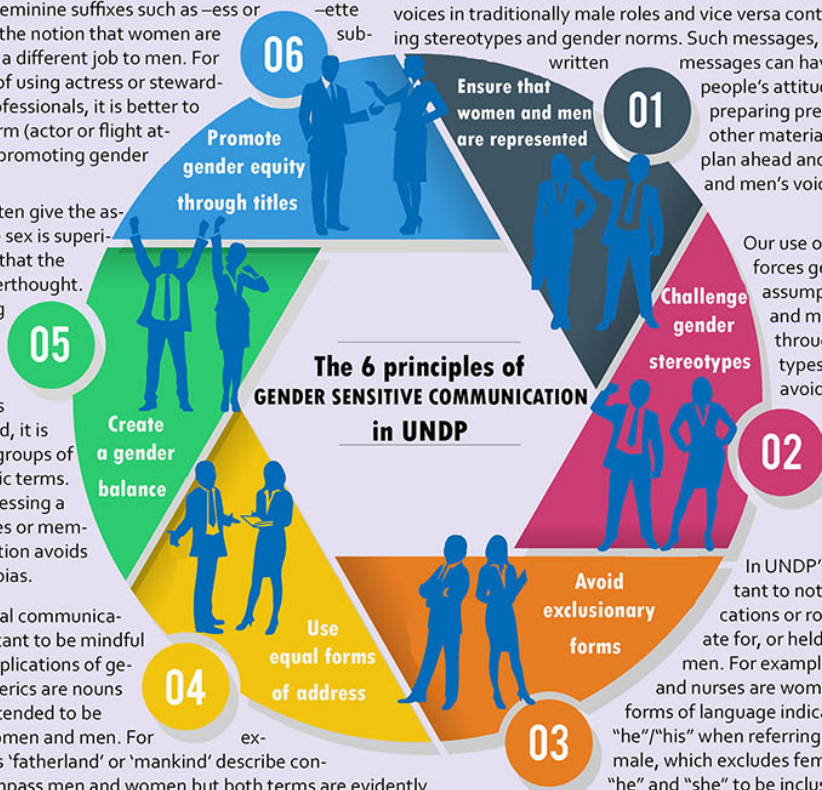 eminine suffixes such as –ess or –ette
the notion that women are sub-
a different job to men. For
of using actress or steward-
ofessionals, it is better to
rm (actor or flight at-
promoting gender
voices in traditionally male roles and vice versa cont
ing stereotypes and gender norms. Such messages,
written messages can hav
people's attitud
preparing pre
other materia
plan ahead and
and men's voic
06
Promote
gender equity
through titles
Ensure that
women and men
are represented
01
ten give the as-
sex is superi-
that the
erthought.
g
Our use o
forces ge
assump
and m
throug
types
avoid
Challenge
gender
stereotypes
02
05
Create
a gender
balance
The 6 principles of
GENDER SENSITIVE COMMUNICATION
in UNDP
s
d, it is
groups of
ic terms.
essing a
es or mem-
tion avoids
bias.
In UNDP's
tant to not
cations or ro
ate for, or held
men. For exampl
and nurses are wom
forms of language indica
"he"/"his" when referring
male, which excludes fem
"he" and "she" to be inclus
Avoid
exclusionary
forms
03
Use
equal forms
of address
04
al communica-
tant to be mindful
plications of ge-
erics are nouns
tended to be
omen and men. For ex-
s 'fatherland' or 'mankind' describe con-
mpass men and women but both terms are evidently